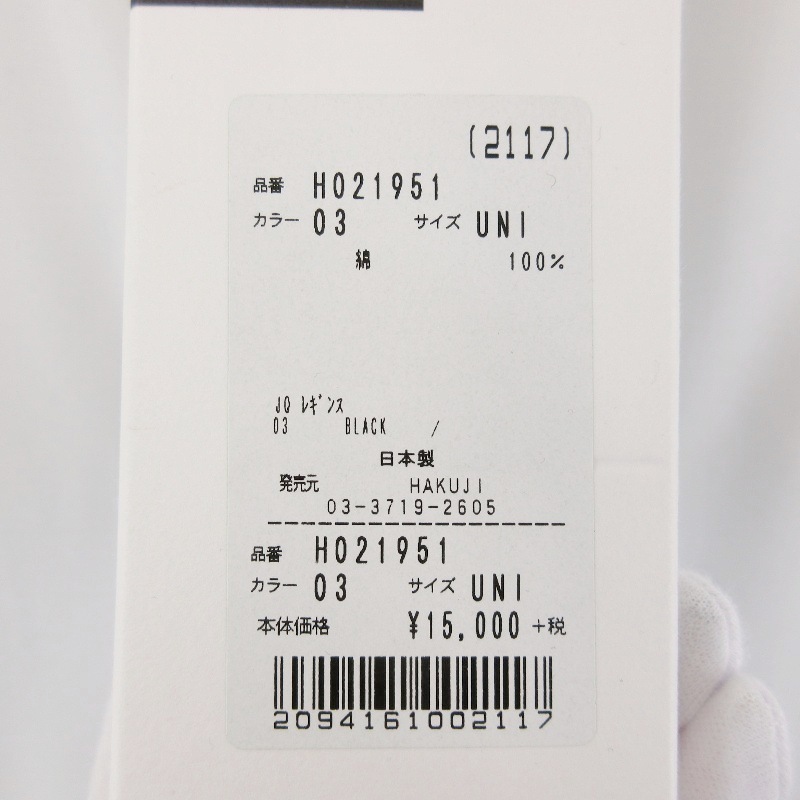 (2117)
品番 H021951
カラー 03 サイズ UNI
綿 100%
JQ ﾚｷﾞﾝｽ
03 BLACK /
日本製
発売元 HAKUJI
03-3719-2605
品番 H021951
カラー 03 サイズ UNI
本体価格 ¥15,000 +税
2094161002117